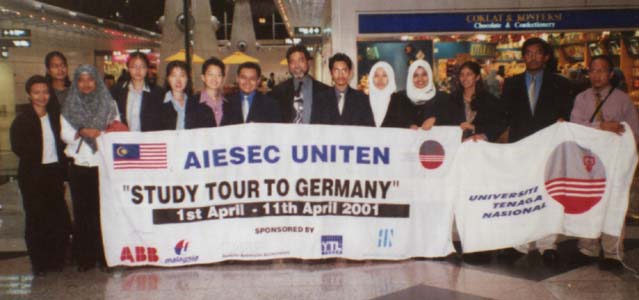 COKLAT & KONFEKSI
Chocolate & Confectionery
AIESEC UNITEN
"STUDY TOUR TO GERMANY"
1st April - 11th April 2001
SPONSORED BY
ABB
malaysia
UNIVERSITI
TENAGA
NASIONAL